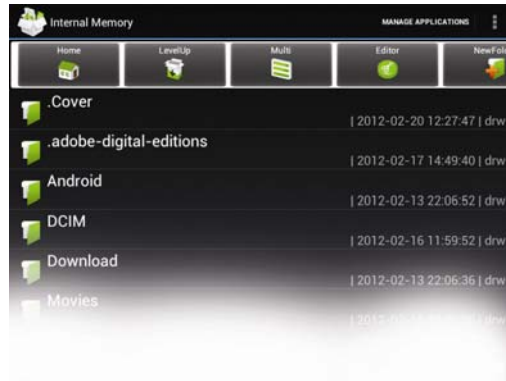 Internal Memory MANAGE APPLICATIONS
Home LevelUp Multi Editor NewFol
.Cover
| 2012-02-20 12:27:47 | drw
.adobe-digital-editions
| 2012-02-17 14:49:40 | drw
Android
| 2012-02-13 22:06:52 | drw
DCIM
| 2012-02-16 11:59:52 | drw
Download
| 2012-02-13 22:06:36 | drw
Movies